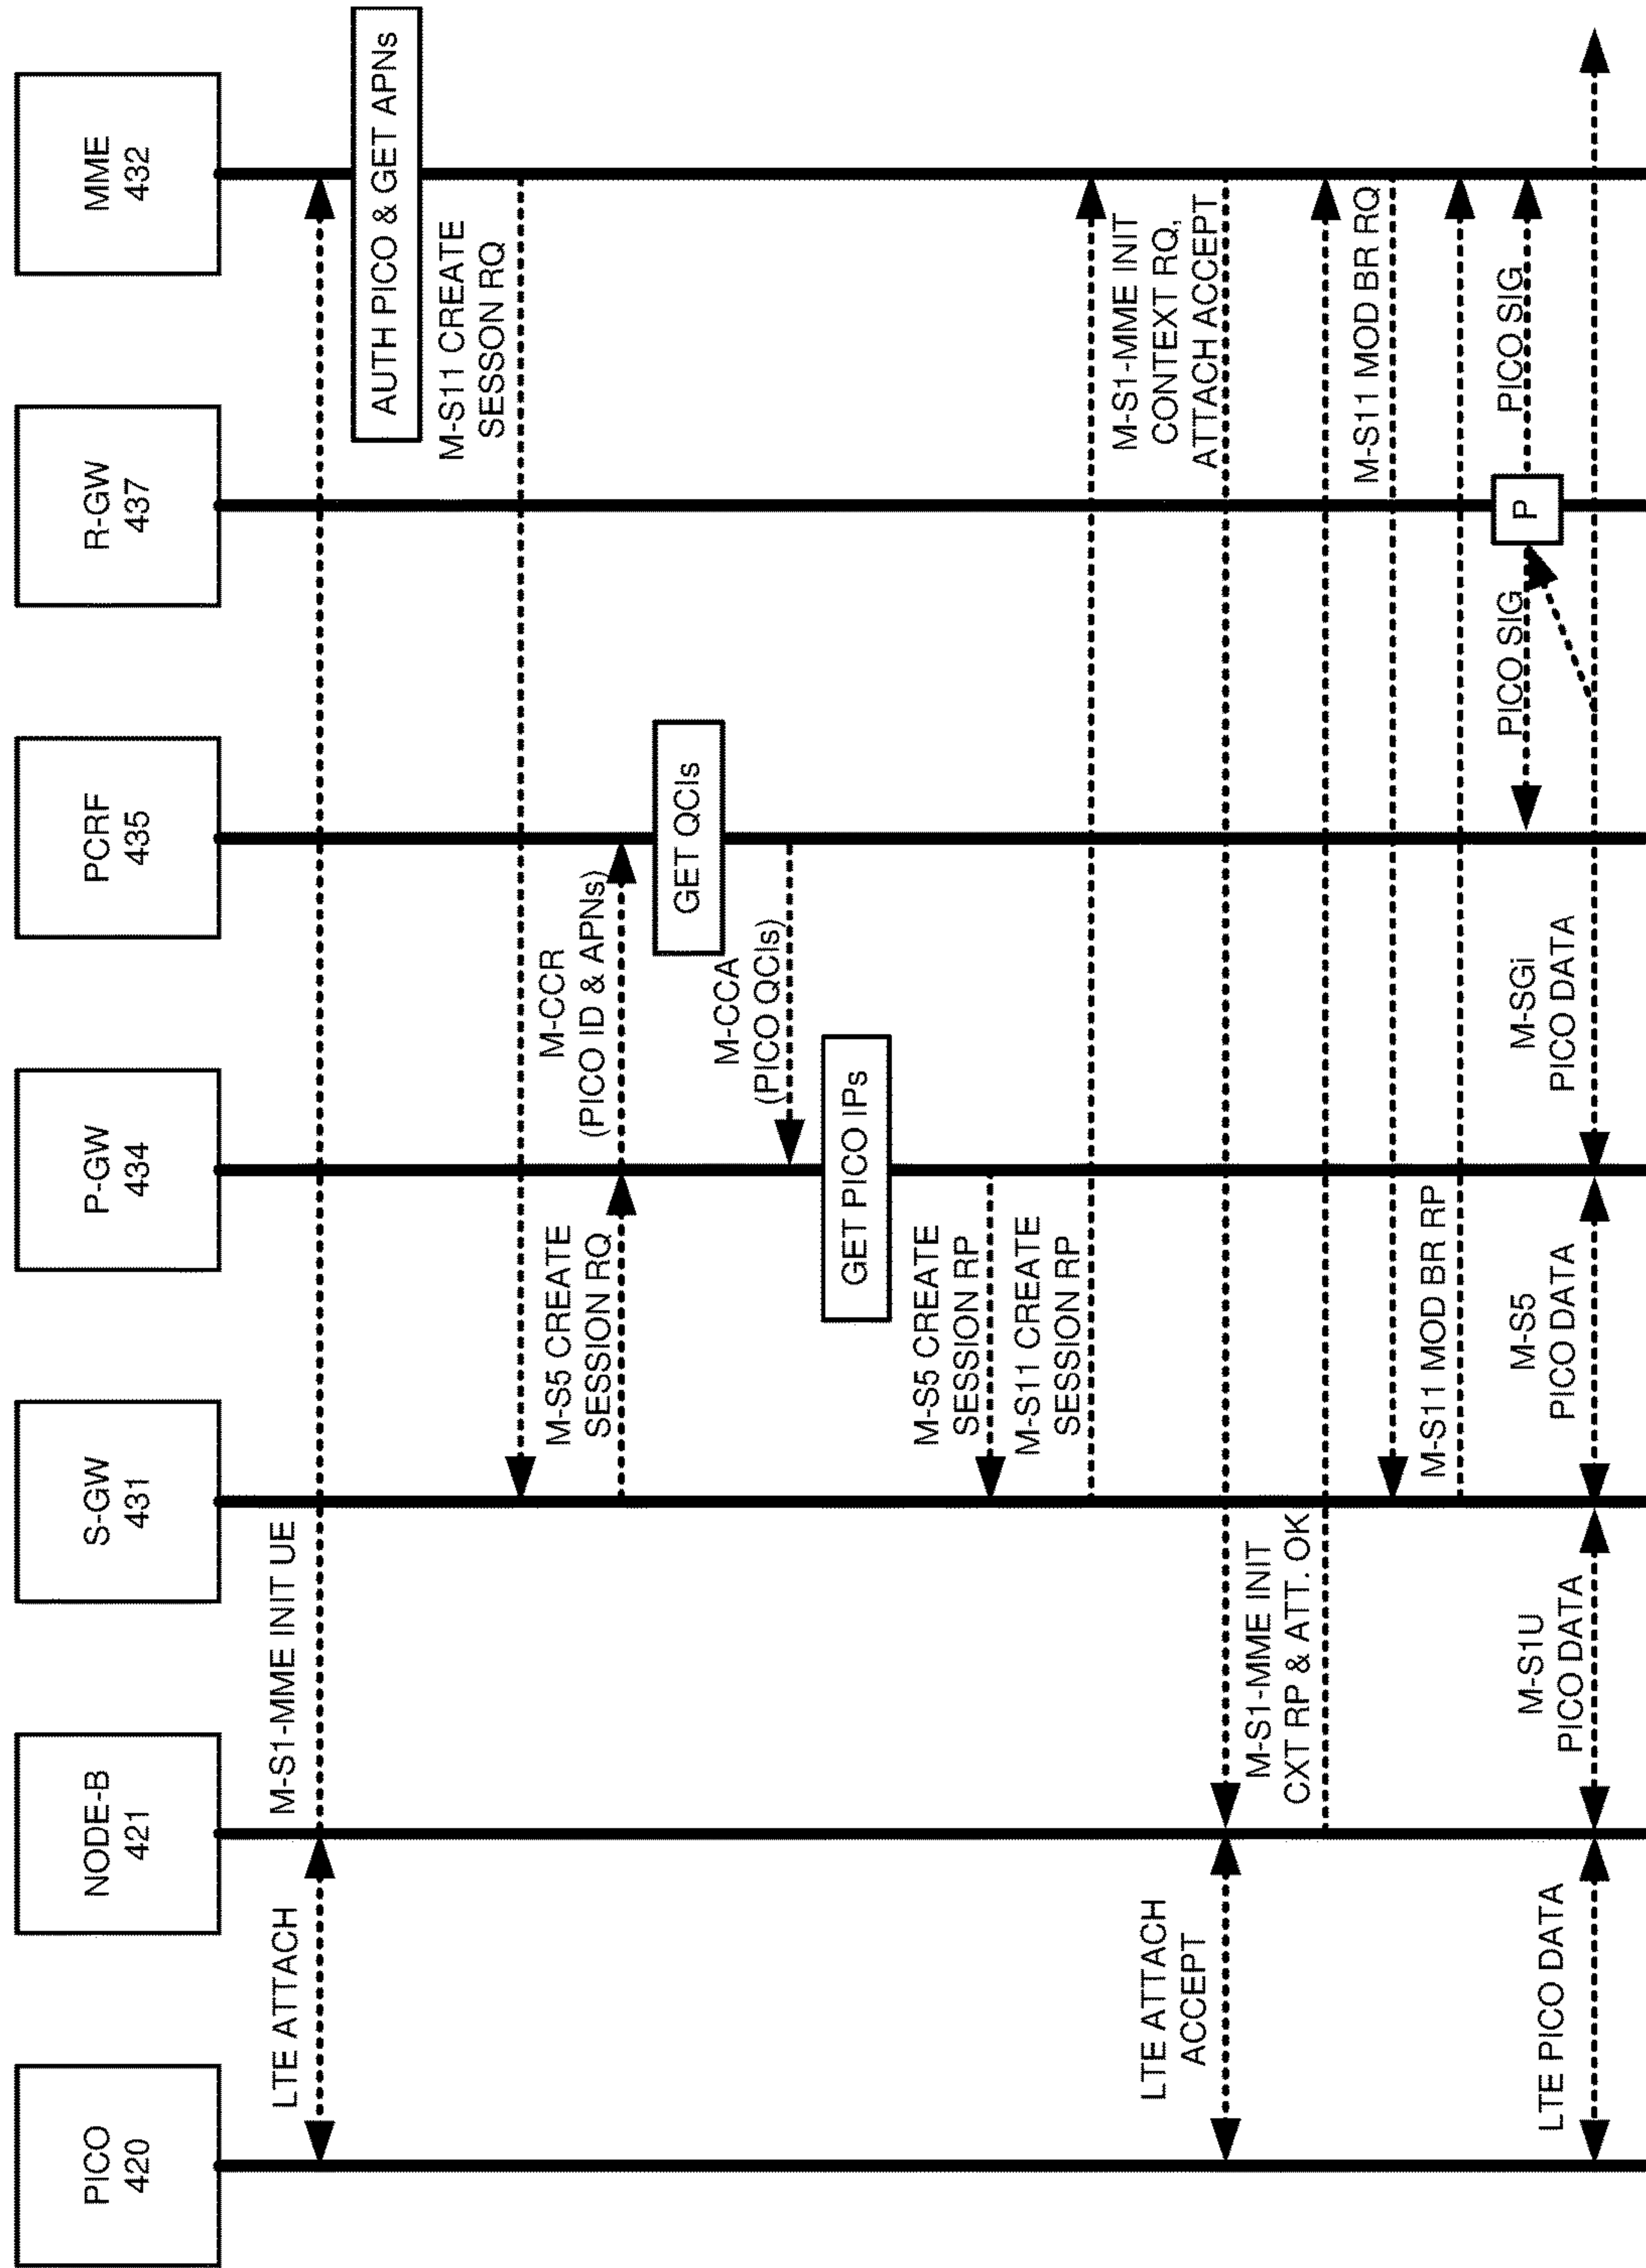 PICO
420
NODE-B
421
S-GW
431
P-GW
434
PCRF
435
R-GW
437
MME
432
LTE ATTACH
M-S1-MME INIT UE
AUTH PICO & GET APNs
M-S11 CREATE
SESSON RQ
M-S5 CREATE
SESSION RQ
M-CCR
(PICO ID & APNs)
GET QCIs
M-CCA
(PICO QCIs)
GET PICO IPs
M-S5 CREATE
SESSION RP
M-S11 CREATE
SESSION RP
M-S1-MME INIT
CONTEXT RQ,
ATTACH ACCEPT
LTE ATTACH
ACCEPT
M-S1-MME INIT
CXT RP & ATT. OK
M-S11 MOD BR RQ
M-S11 MOD BR RP
PICO SIG
P
PICO SIG
LTE PICO DATA
M-S1U
PICO DATA
M-S5
PICO DATA
M-SGi
PICO DATA